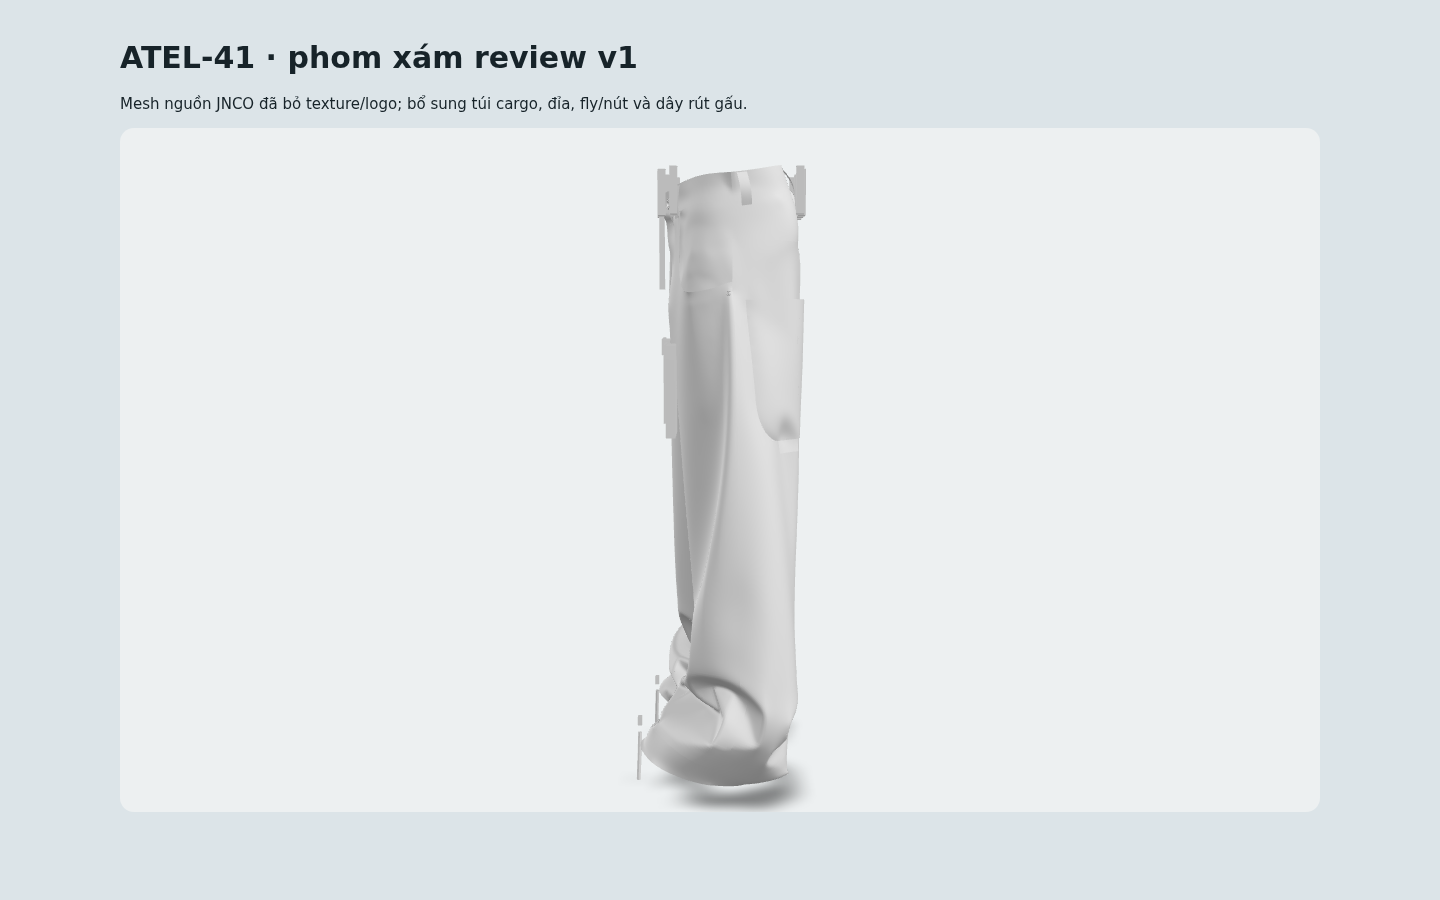 ATEL-41 · phom xám review v1
Mesh nguồn JNCO đã bỏ texture/logo; bổ sung túi cargo, đỉa, fly/nút và dây rút gấu.